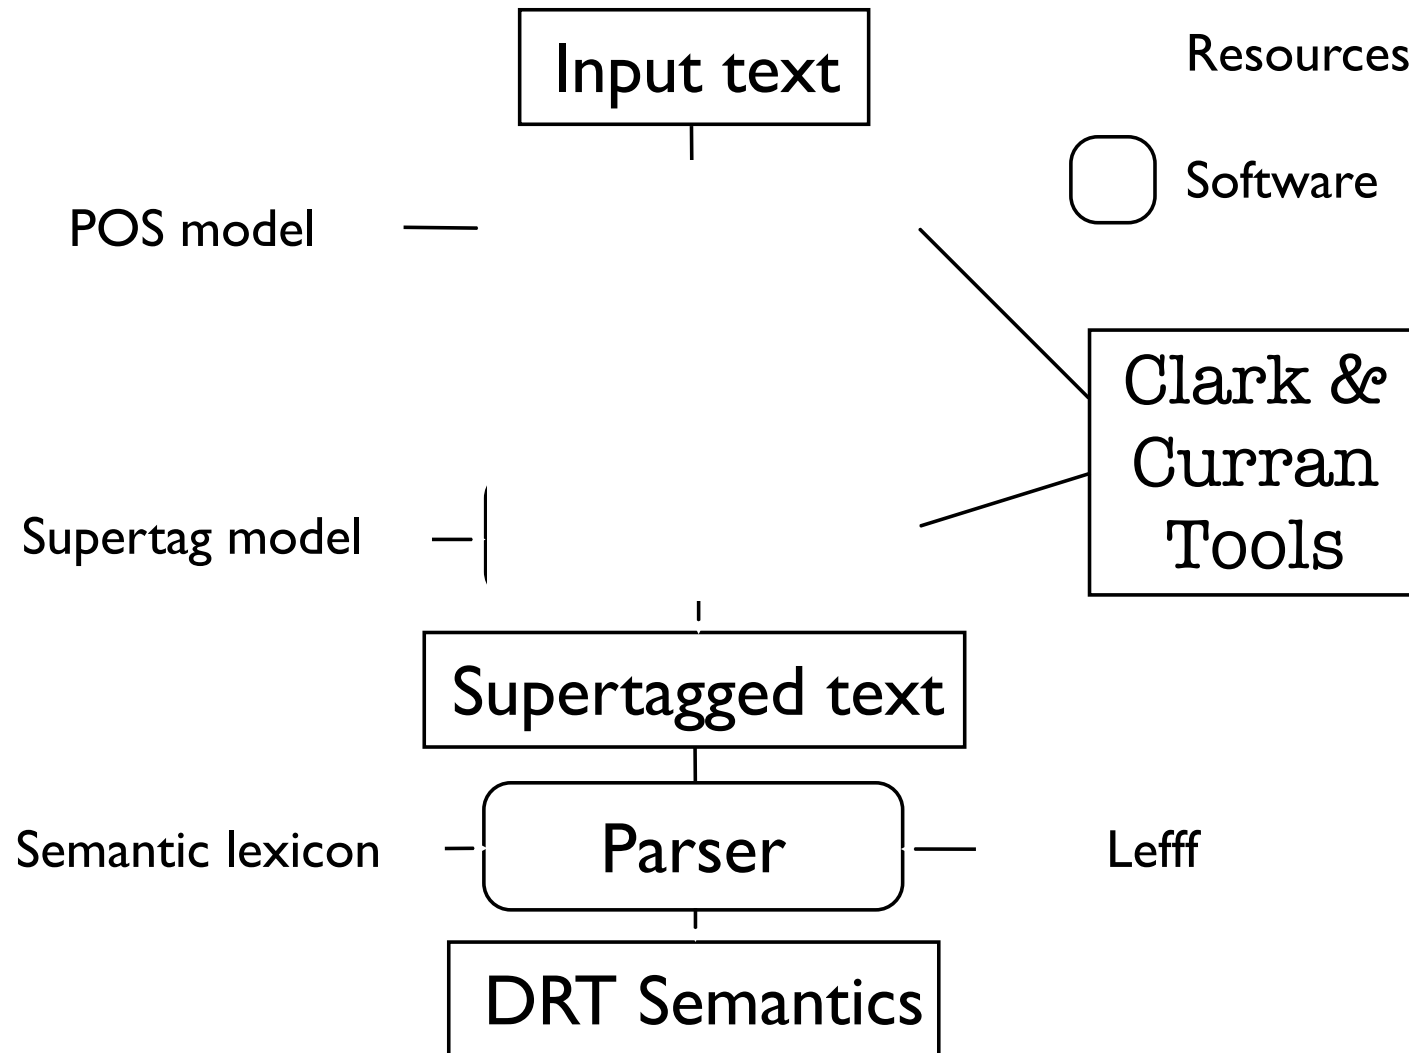 Input text
Resources
Software
POS model
Clark &
Curran
Tools
Supertag model
Supertagged text
Semantic lexicon
Parser
Lefff
DRT Semantics